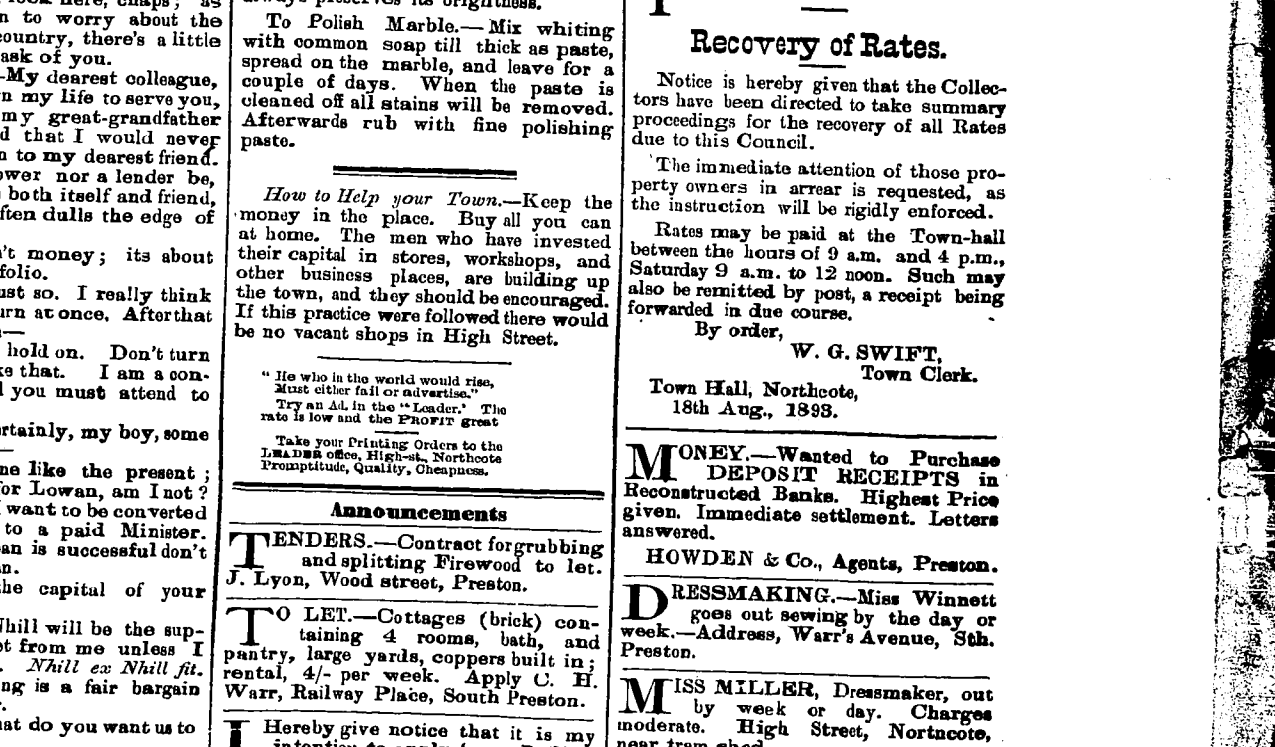 to worry about the
country, there's a little
ask of you.
-My dearest colleague,
my life to serve you,
my great-grandfather
that I would never
to my dearest friend.
nor a lender be,
both itself and friend,
dulls the edge of
money; its about
folio.
so. I really think
at once. After that
hold on. Don't turn
that. I am a con-
you must attend to
my boy, some
like the present ;
Lowan, am I not ?
want to be converted
to a paid Minister.
is successful don't
capital of your
will be the sup-
from me unless I
Nhill ex Nhill fit.
is a fair bargain
do you want us to
To Polish Marble.—Mix whiting
with common soap till thick as paste,
spread on the marble, and leave for a
couple of days. When the paste is
cleaned off all stains will be removed.
Afterwards rub with fine polishing
paste.
How to Help your Town.—Keep the
money in the place. Buy all you can
at home. The men who have invested
their capital in stores, workshops, and
other business places, are building up
the town, and they should be encouraged.
If this practice were followed there would
be no vacant shops in High Street.
" He who in the world would rise,
Must either fail or advertise."
Try an Ad. in the "Leader.' The
rate is low and the PROFIT great
Take your Printing Orders to the
LEADER office, High-st., Northcote
Promptitude, Quality, Cheapness.
Announcements
TENDERS.—Contract for grubbing
and splitting Firewood to let.
J. Lyon, Wood street, Preston.
TO LET.—Cottages (brick) con-
taining 4 rooms, bath, and
pantry, large yards, coppers built in;
rental, 4/- per week. Apply C. H.
Warr, Railway Place, South Preston.
I Hereby give notice that it is my
Recovery of Rates.
Notice is hereby given that the Collec-
tors have been directed to take summary
proceedings for the recovery of all Rates
due to this Council.
The immediate attention of those pro-
perty owners in arrear is requested, as
the instruction will be rigidly enforced.
Rates may be paid at the Town-hall
between the hours of 9 a.m. and 4 p.m.,
Saturday 9 a.m. to 12 noon. Such may
also be remitted by post, a receipt being
forwarded in due course.
By order,
W. G. SWIFT,
Town Clerk.
Town Hall, Northcote,
18th Aug., 1893.
MONEY.—Wanted to Purchase
DEPOSIT RECEIPTS in
Reconstructed Banks. Highest Price
given. Immediate settlement. Letters
answered.
HOWDEN & Co., Agents, Preston.
DRESSMAKING.—Miss Winnett
goes out sewing by the day or
week.—Address, Warr's Avenue, Sth.
Preston.
MISS MILLER, Dressmaker, out
by week or day. Charges
moderate. High Street, Northcote,